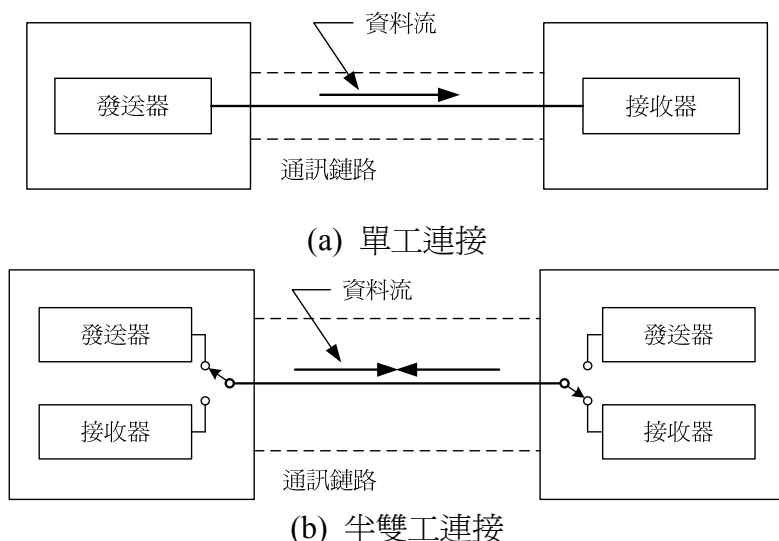 資料流
發送器
接收器
通訊鏈路
(a) 單工連接
資料流
發送器
發送器
接收器
接收器
通訊鏈路
(b) 半雙工連接